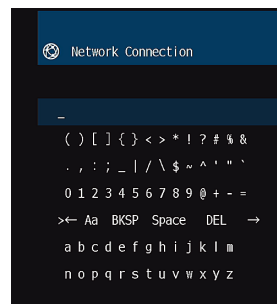 Network Connection
_
( ) [ ] { } < > * ! ? # % &
. , : ; _ | / \ $ ~ ^ ' " `
0 1 2 3 4 5 6 7 8 9 @ + - =
>← Aa BKSP Space DEL →
a b c d e f g h i j k l m
n o p q r s t u v w x y z